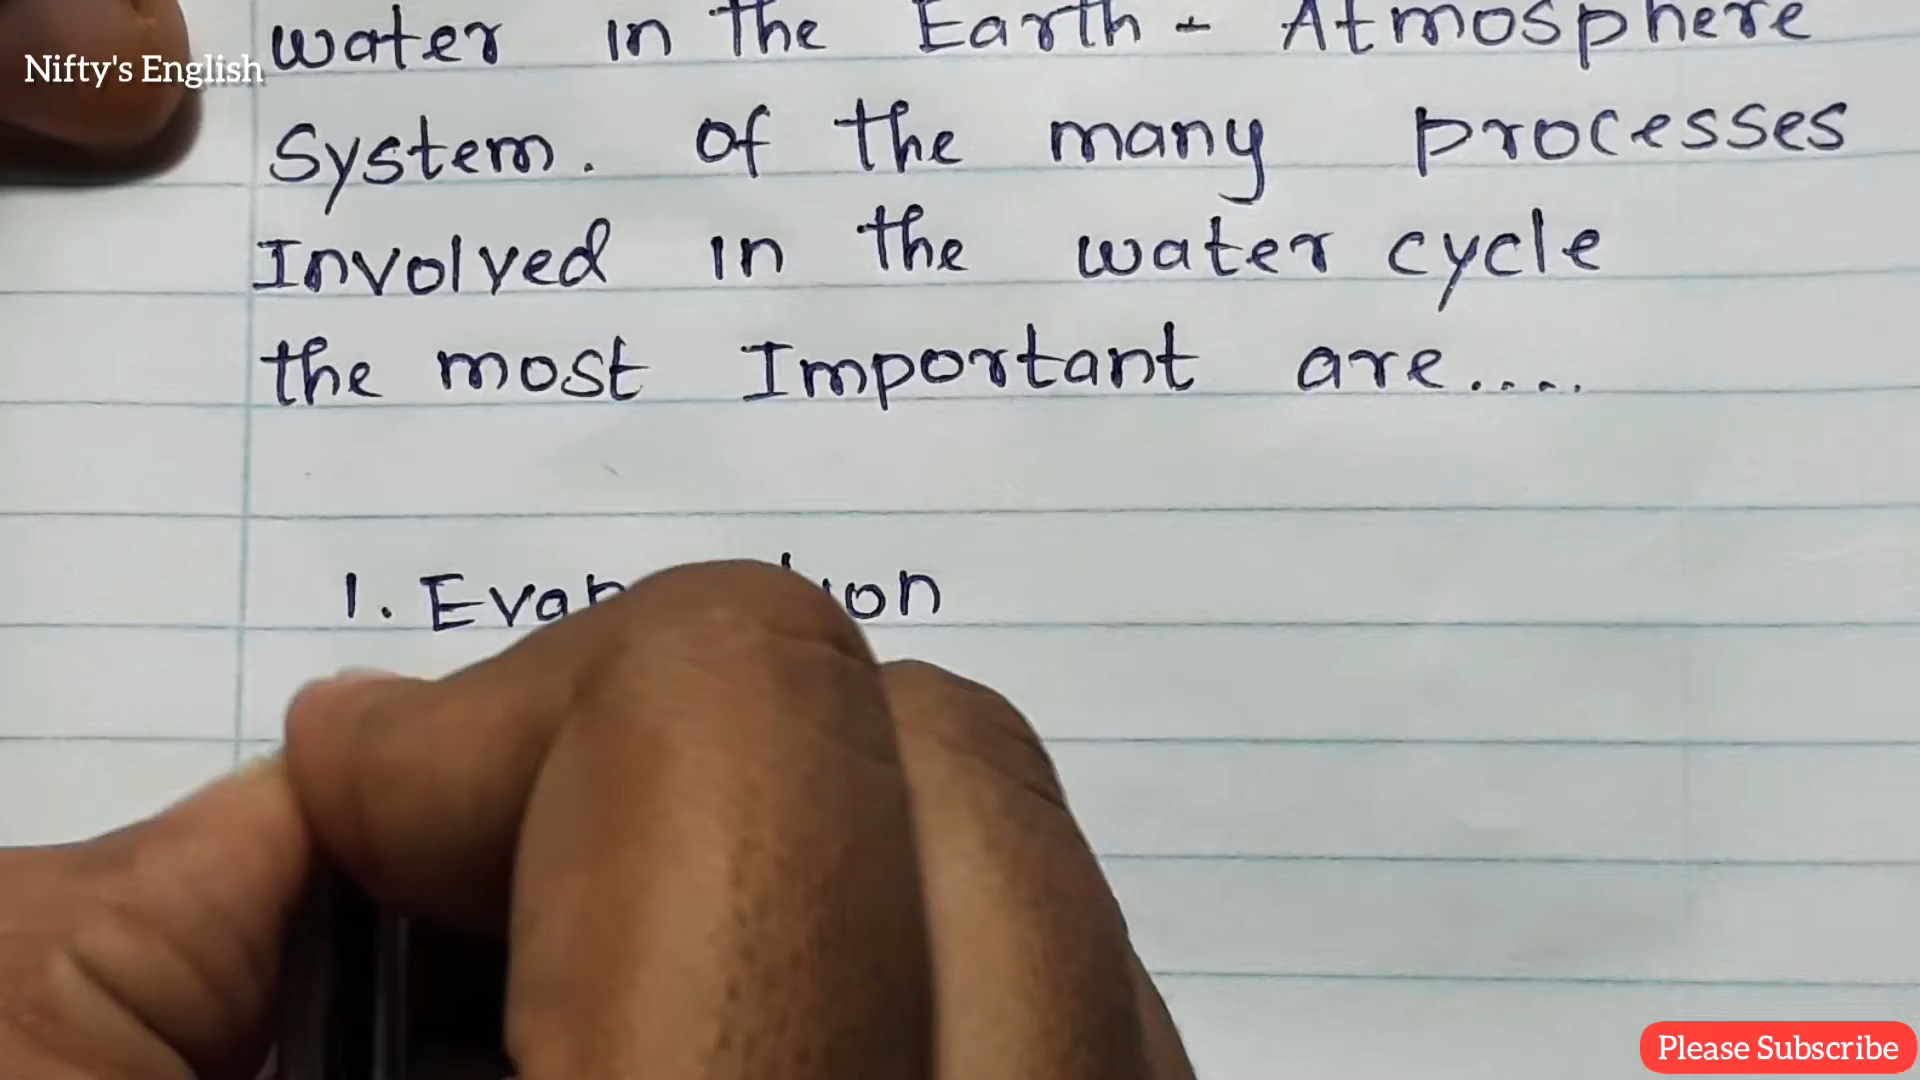 Nifty's English
water in the Earth - Atmosphere
System. of the many processes
Involved in the water cycle
the most Important are....
1.
Please Subscribe